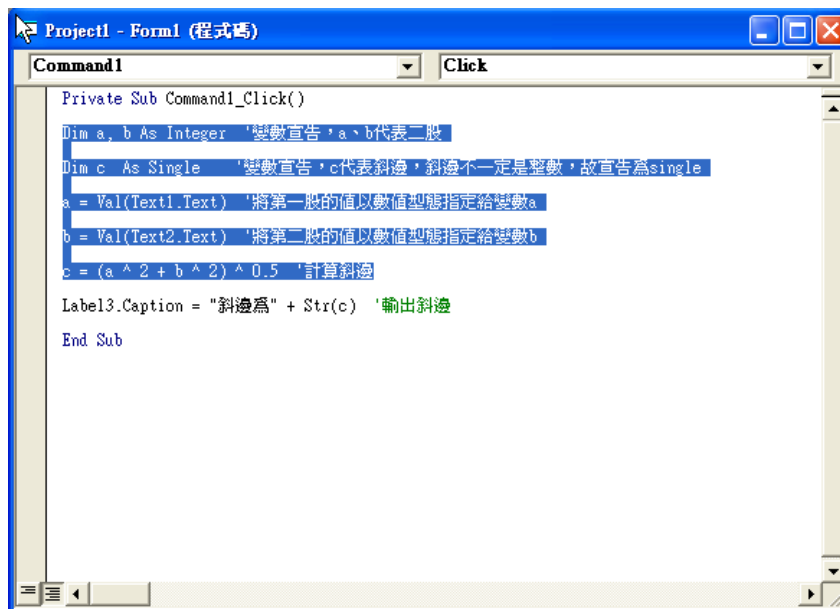 Project1 - Form1 (程式碼)
Command1 Click
Private Sub Command1_Click()
Dim a, b As Integer '變數宣告，a、b代表二股
Dim c As Single '變數宣告，c代表斜邊，斜邊不一定是整數，故宣告為single
a = Val(Text1.Text) '將第一股的值以數值型態指定給變數a
b = Val(Text2.Text) '將第二股的值以數值型態指定給變數b
c = (a ^ 2 + b ^ 2) ^ 0.5 '計算斜邊
Label3.Caption = "斜邊為" + Str(c) '輸出斜邊
End Sub